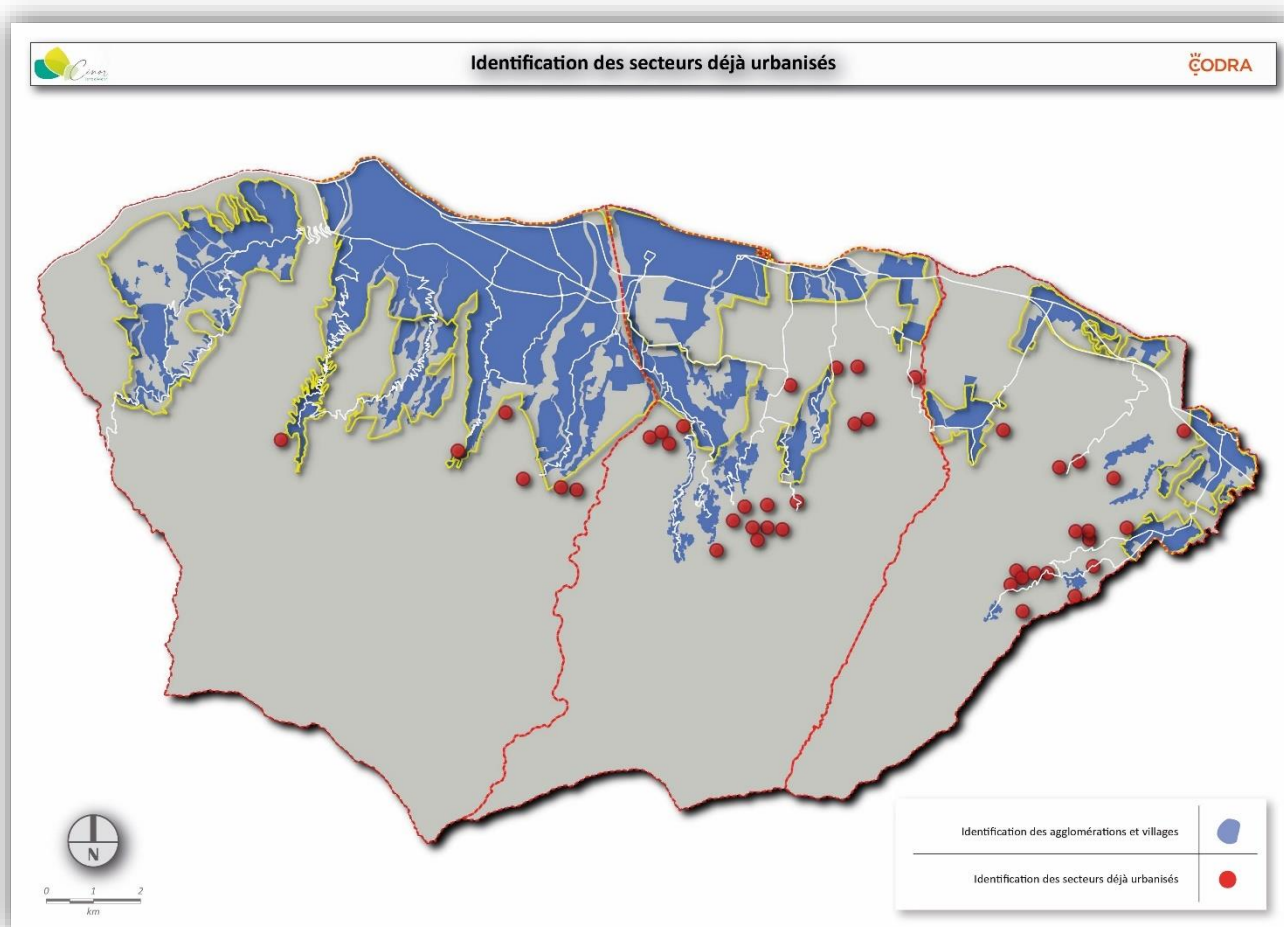 Cinor
Identification des secteurs déjà urbanisés
CODRA
Identification des agglomérations et villages
Identification des secteurs déjà urbanisés
N
0 1 2
km